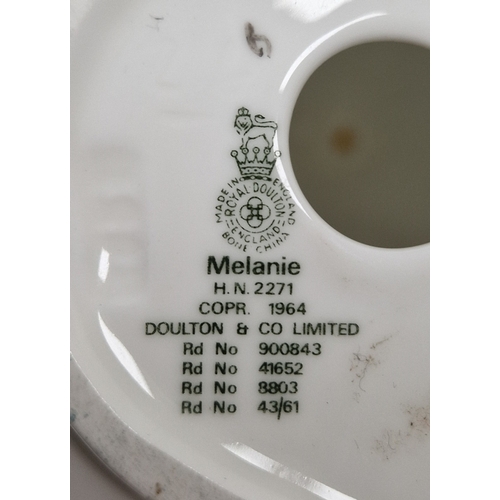 MADE IN ENGLAND
ROYAL DOULTON
ENGLAND
BONE CHINA
Melanie
H.N. 2271
COPR. 1964
DOULTON & CO LIMITED
Rd No 900843
Rd No 41652
Rd No 8803
Rd No 43/61